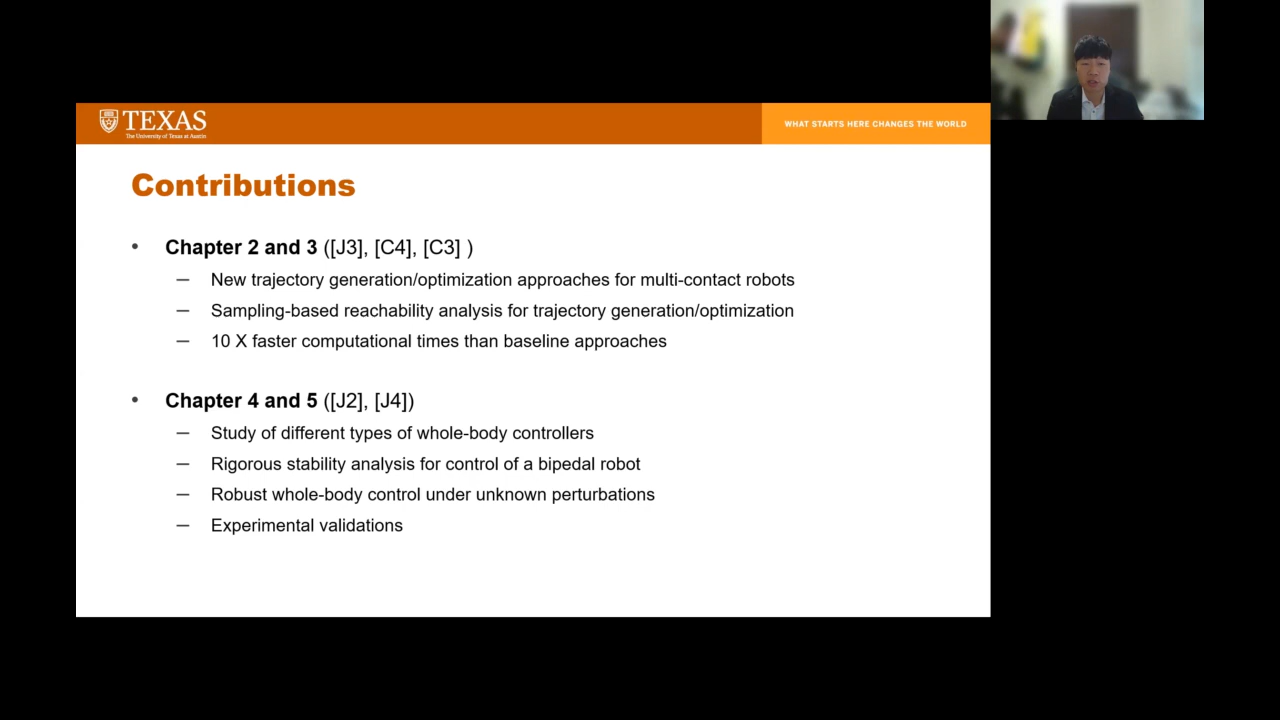 TEXAS
The University of Texas at Austin
WHAT STARTS HERE CHANGES THE WORLD
Contributions
• Chapter 2 and 3 ([J3], [C4], [C3] )
— New trajectory generation/optimization approaches for multi-contact robots
— Sampling-based reachability analysis for trajectory generation/optimization
— 10 X faster computational times than baseline approaches
• Chapter 4 and 5 ([J2], [J4])
— Study of different types of whole-body controllers
— Rigorous stability analysis for control of a bipedal robot
— Robust whole-body control under unknown perturbations
— Experimental validations